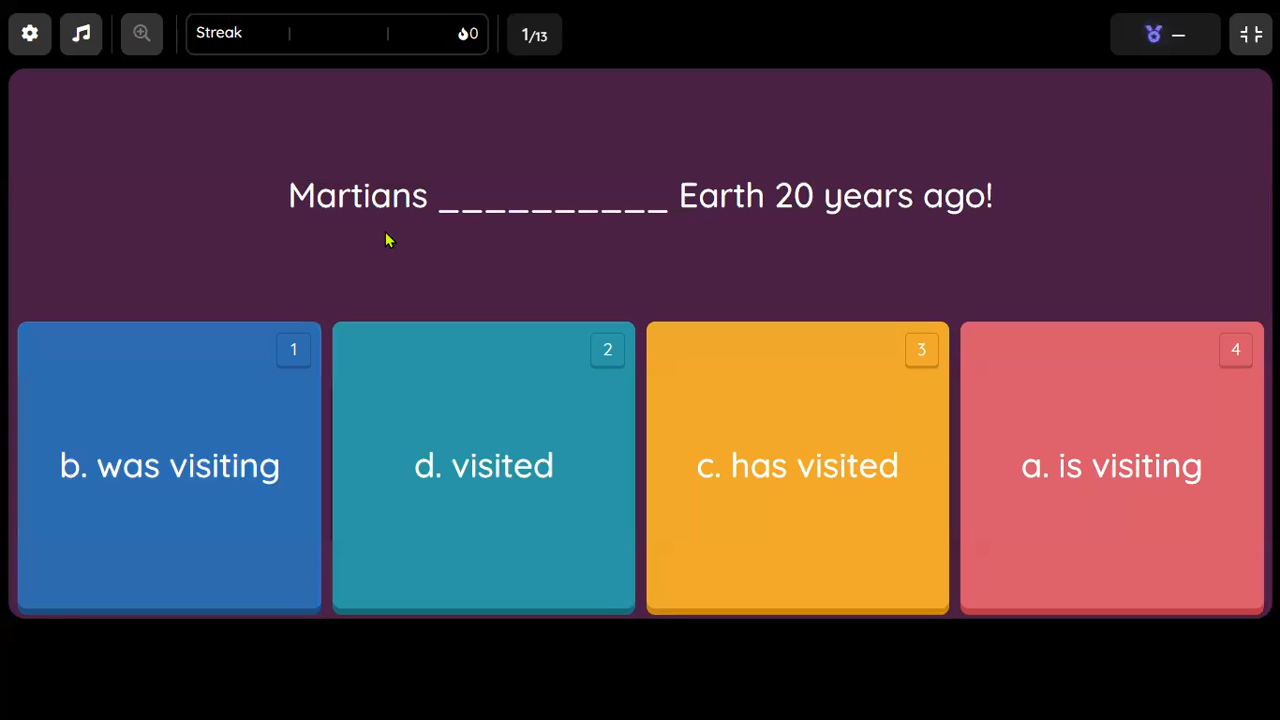 Streak 0 1/13 —
Martians __________ Earth 20 years ago!
1 2 3 4
b. was visiting d. visited c. has visited a. is visiting